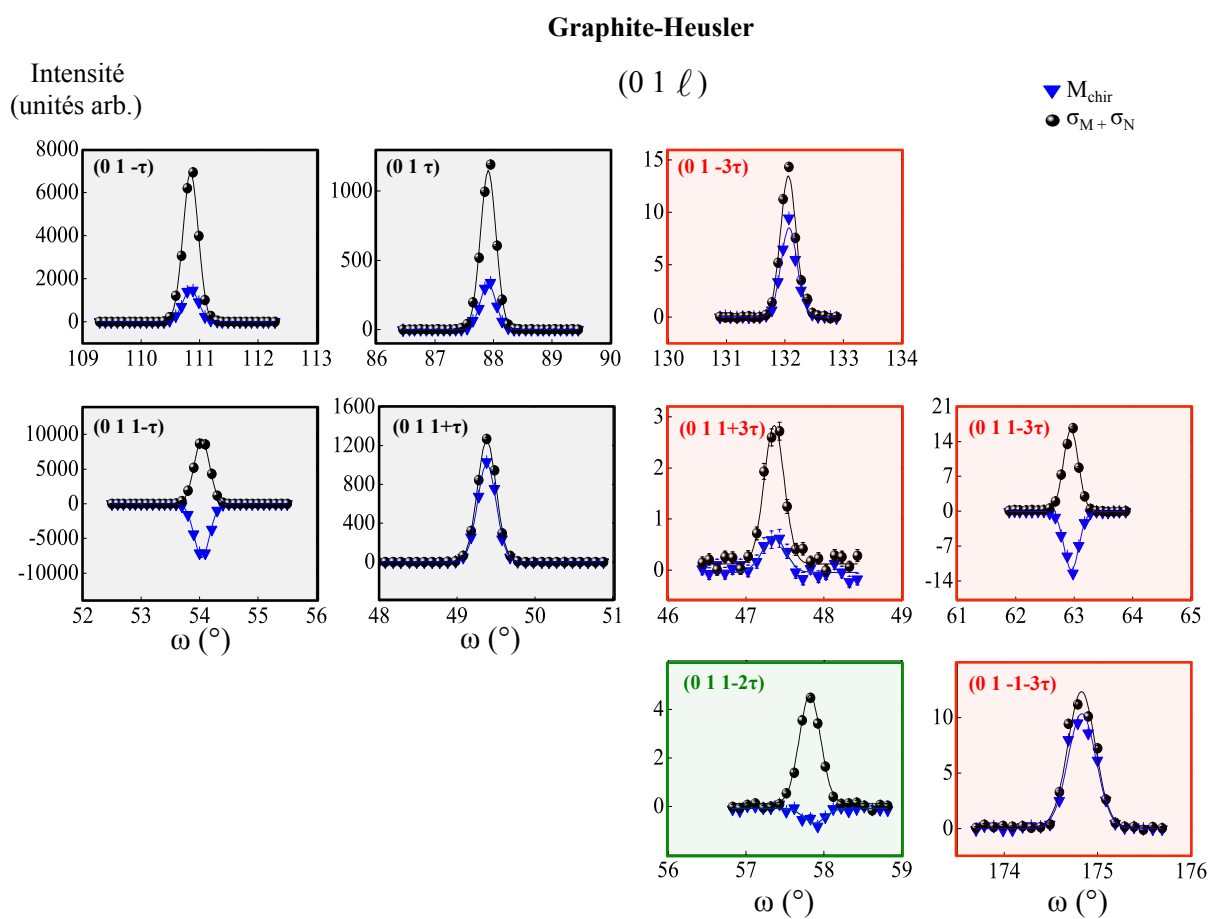 Graphite-Heusler
Intensité
(unités arb.)
(0 1 ℓ)
M_chir
σ_M + σ_N
8000
6000
4000
2000
0
(0 1 -τ)
109 110 111 112 113
1000
500
0
(0 1 τ)
86 87 88 89 90
15
10
5
0
(0 1 -3τ)
130 131 132 133 134
10000
5000
0
-5000
-10000
(0 1 1-τ)
52 53 54 55 56
ω (°)
1600
1200
800
400
0
(0 1 1+τ)
48 49 50 51
ω (°)
3
2
1
0
(0 1 1+3τ)
46 47 48 49
21
14
7
0
-7
-14
(0 1 1-3τ)
61 62 63 64 65
4
2
0
(0 1 1-2τ)
56 57 58 59
ω (°)
10
5
0
(0 1 -1-3τ)
174 175 176
ω (°)